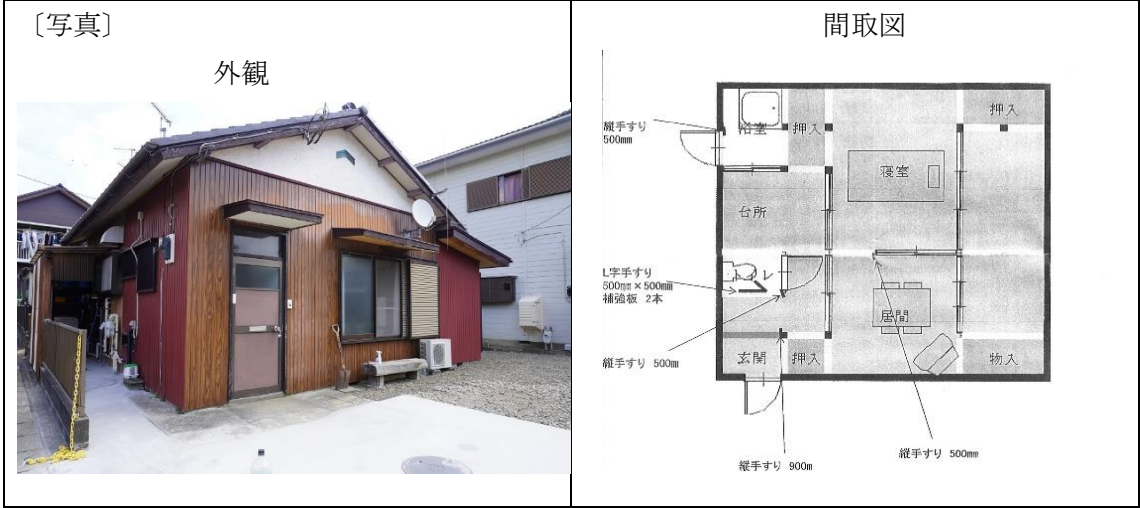 〔写真〕
外観
間取図
縦手すり
500mm
浴室
押入
押入
寝室
台所
L字手すり
500mm×500mm
補強板 2本
トイレ
居間
縦手すり 500m
玄関
押入
物入
縦手すり 500mm
縦手すり 900m